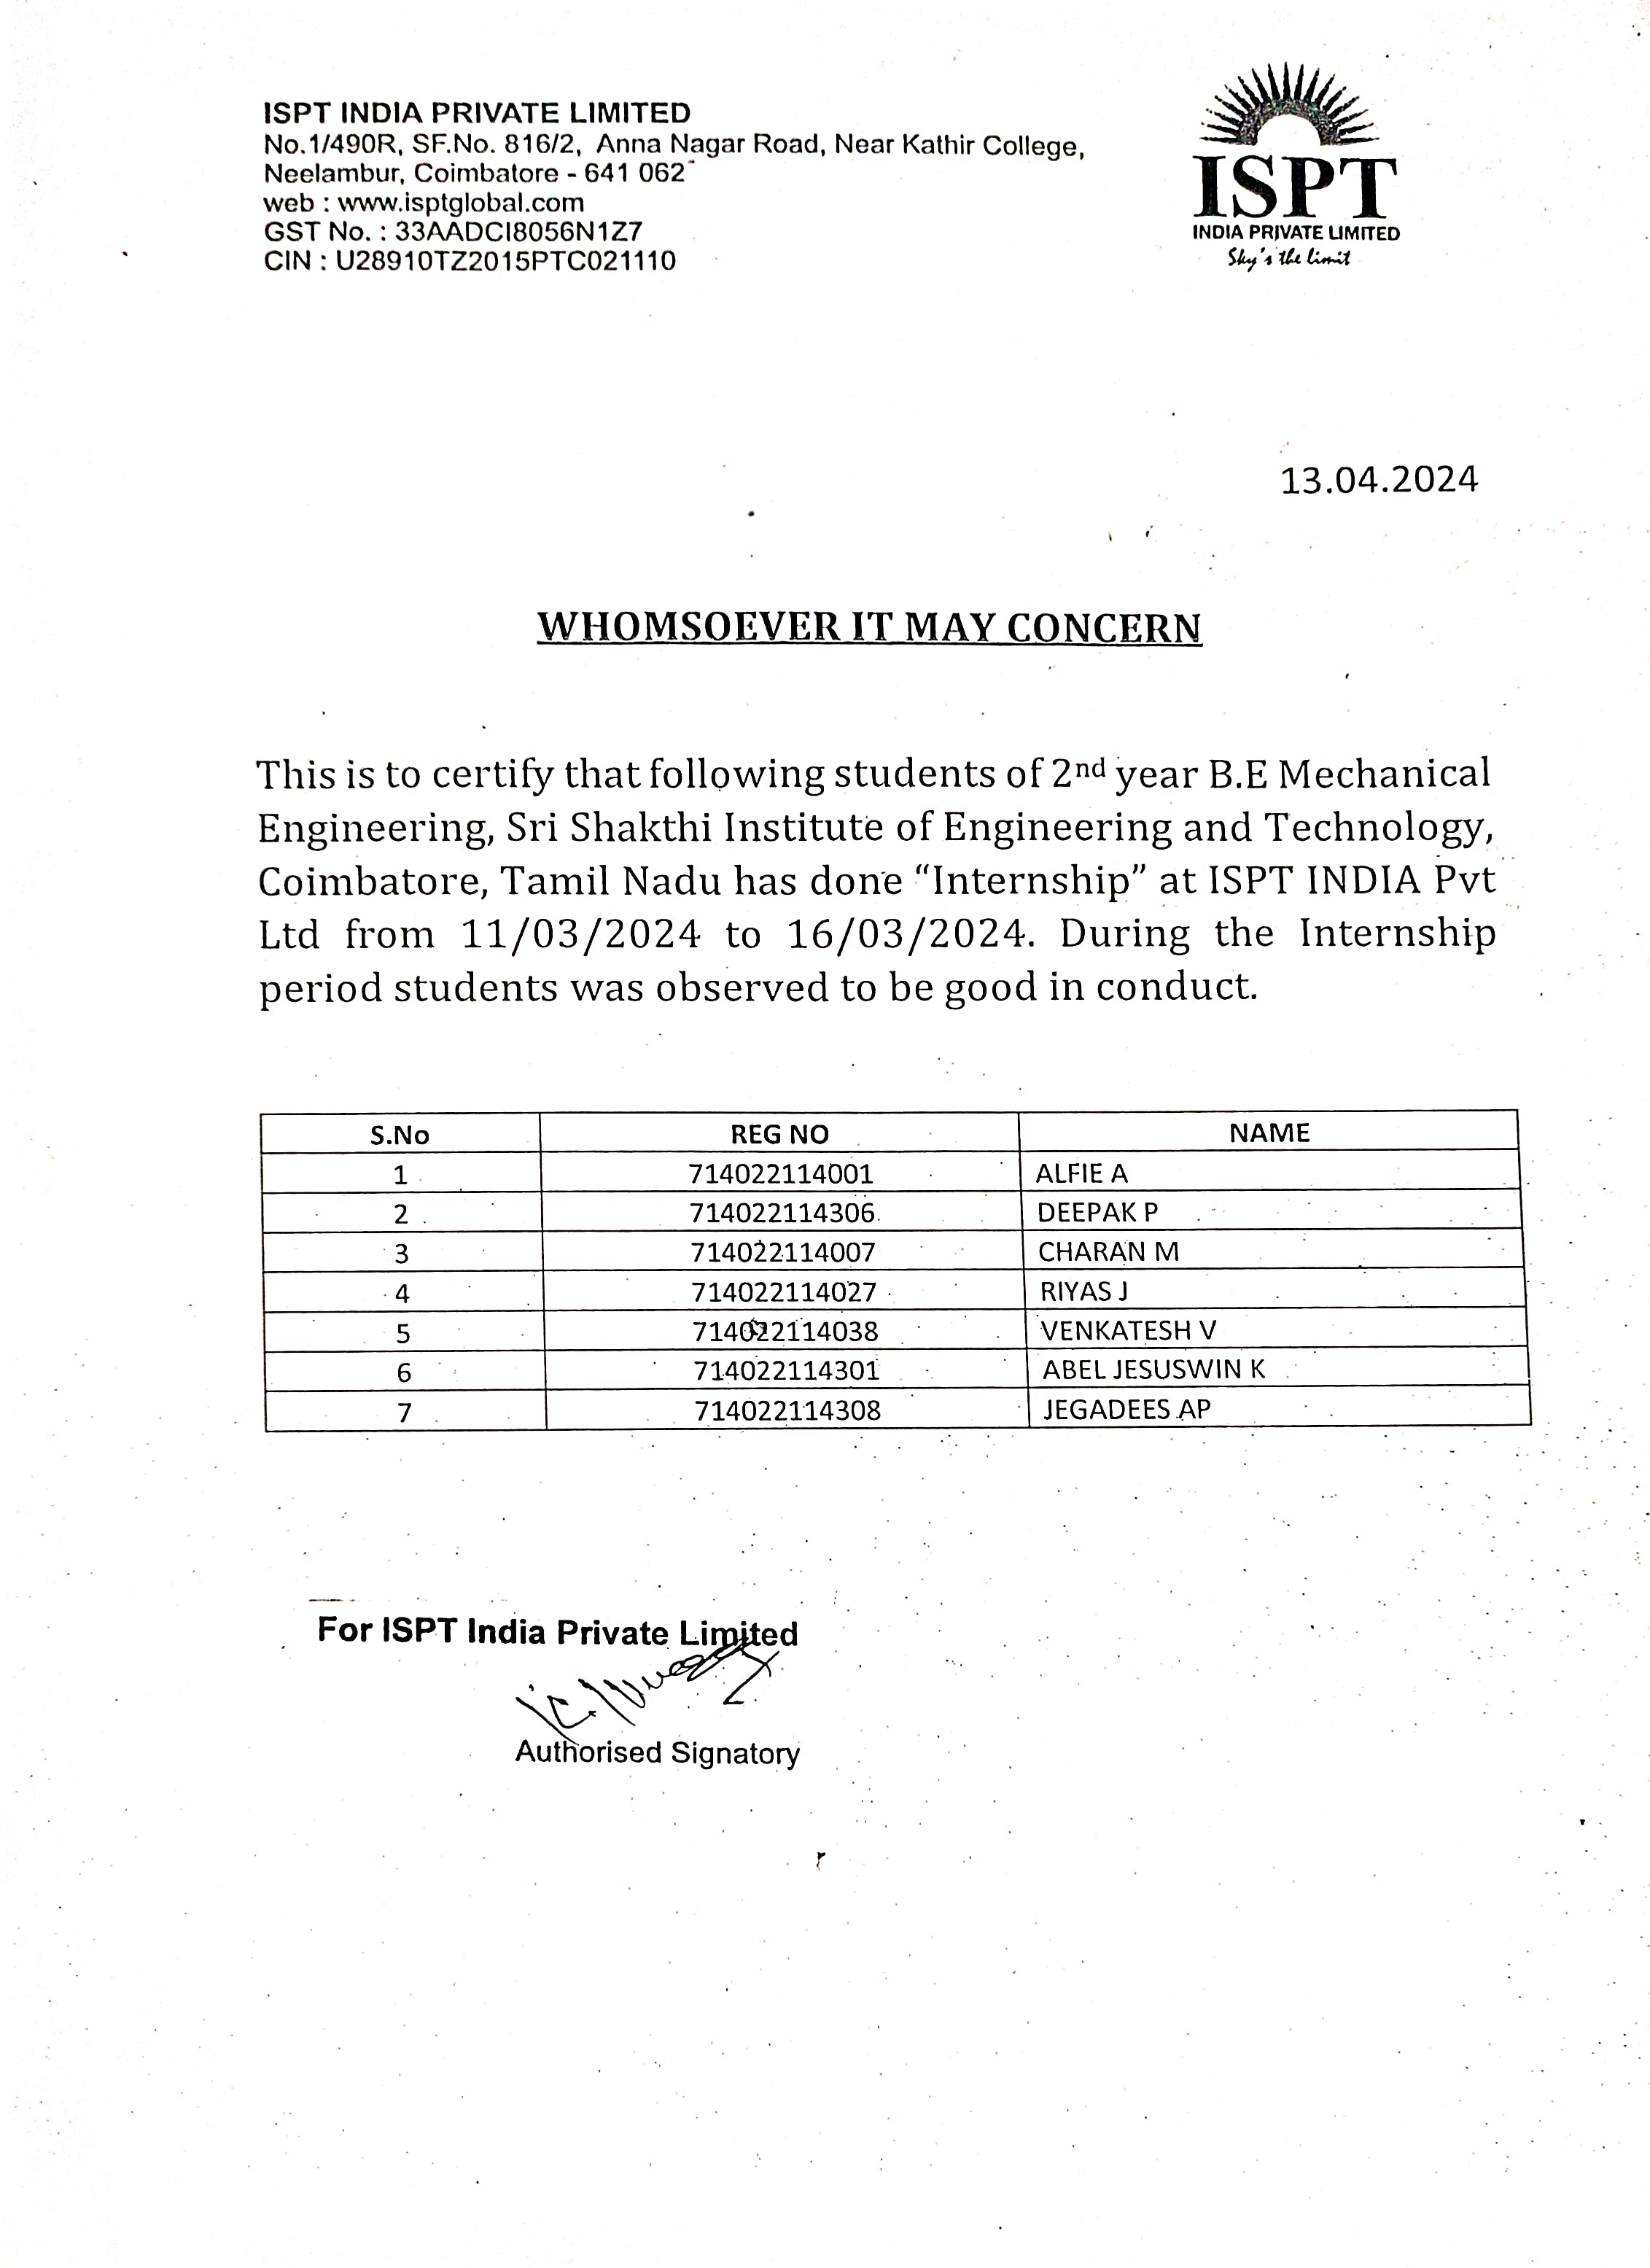 ISPT INDIA PRIVATE LIMITED
No.1/490R, SF.No. 816/2, Anna Nagar Road, Near Kathir College,
Neelambur, Coimbatore - 641 062
web : www.isptglobal.com
GST No. : 33AADCI8056N1Z7
CIN : U28910TZ2015PTC021110
ISPT
INDIA PRIVATE LIMITED
Sky's the limit
13.04.2024
WHOMSOEVER IT MAY CONCERN
This is to certify that following students of 2nd year B.E Mechanical
Engineering, Sri Shakthi Institute of Engineering and Technology,
Coimbatore, Tamil Nadu has done “Internship” at ISPT INDIA Pvt
Ltd from 11/03/2024 to 16/03/2024. During the Internship
period students was observed to be good in conduct.
S.No REG NO NAME
1 714022114001 ALFIE A
2 714022114306 DEEPAK P
3 714022114007 CHARAN M
4 714022114027 RIYAS J
5 714022114038 VENKATESH V
6 714022114301 ABEL JESUSWIN K
7 714022114308 JEGADEES AP
For ISPT India Private Limited
Authorised Signatory